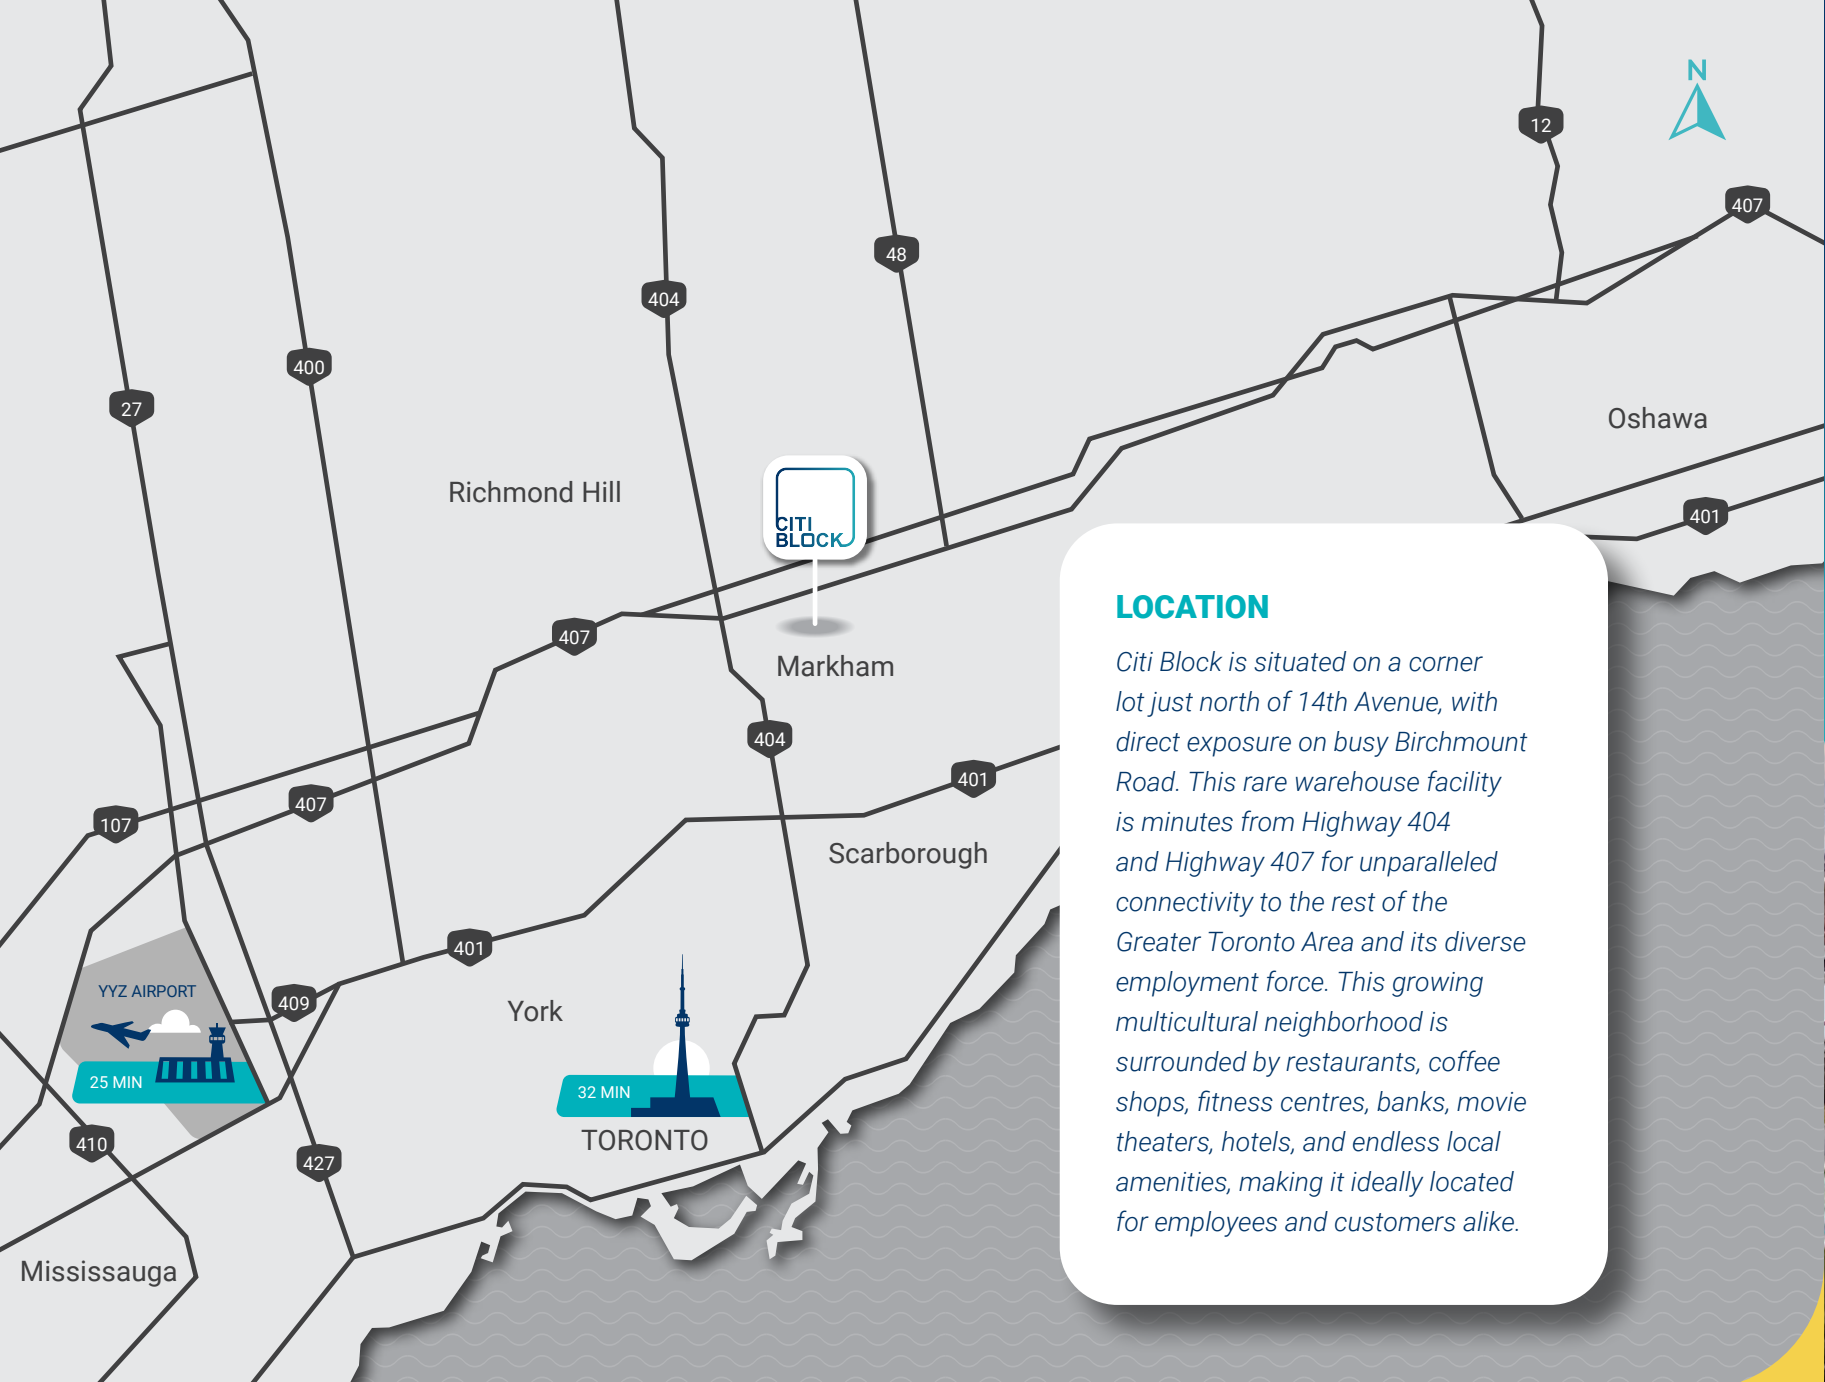 N
12
407
48
404
400
27
Oshawa
Richmond Hill
CITI
BLOCK
401
407
Markham
404
401
107
407
Scarborough
401
YYZ AIRPORT
409
York
25 MIN
32 MIN
TORONTO
410
427
Mississauga
LOCATION
Citi Block is situated on a corner
lot just north of 14th Avenue, with
direct exposure on busy Birchmount
Road. This rare warehouse facility
is minutes from Highway 404
and Highway 407 for unparalleled
connectivity to the rest of the
Greater Toronto Area and its diverse
employment force. This growing
multicultural neighborhood is
surrounded by restaurants, coffee
shops, fitness centres, banks, movie
theaters, hotels, and endless local
amenities, making it ideally located
for employees and customers alike.